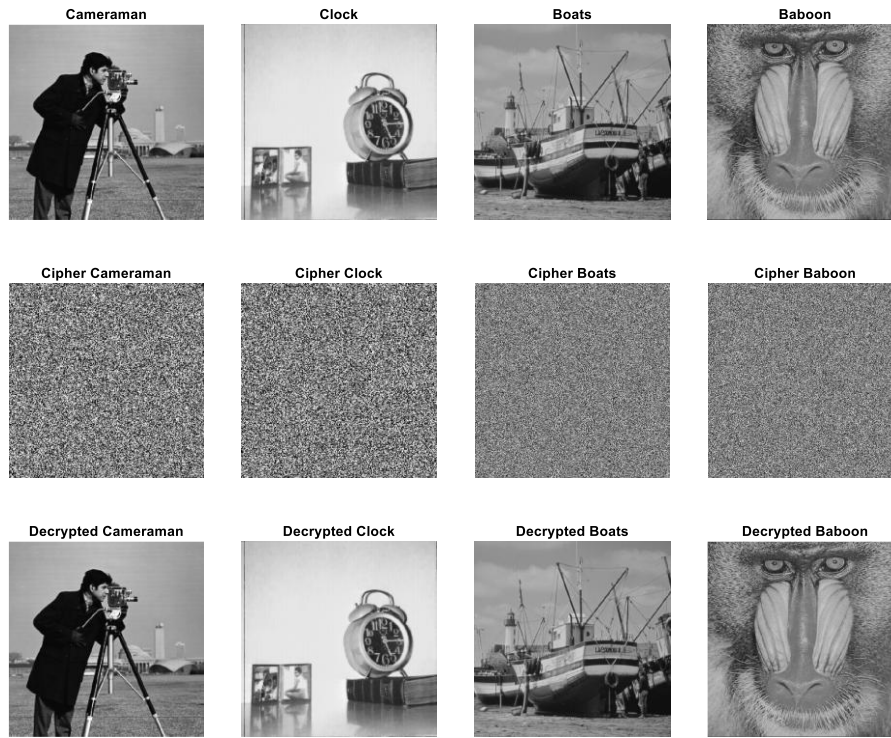 Cameraman
Clock
Boats
Baboon
Cipher Cameraman
Cipher Clock
Cipher Boats
Cipher Baboon
Decrypted Cameraman
Decrypted Clock
Decrypted Boats
Decrypted Baboon